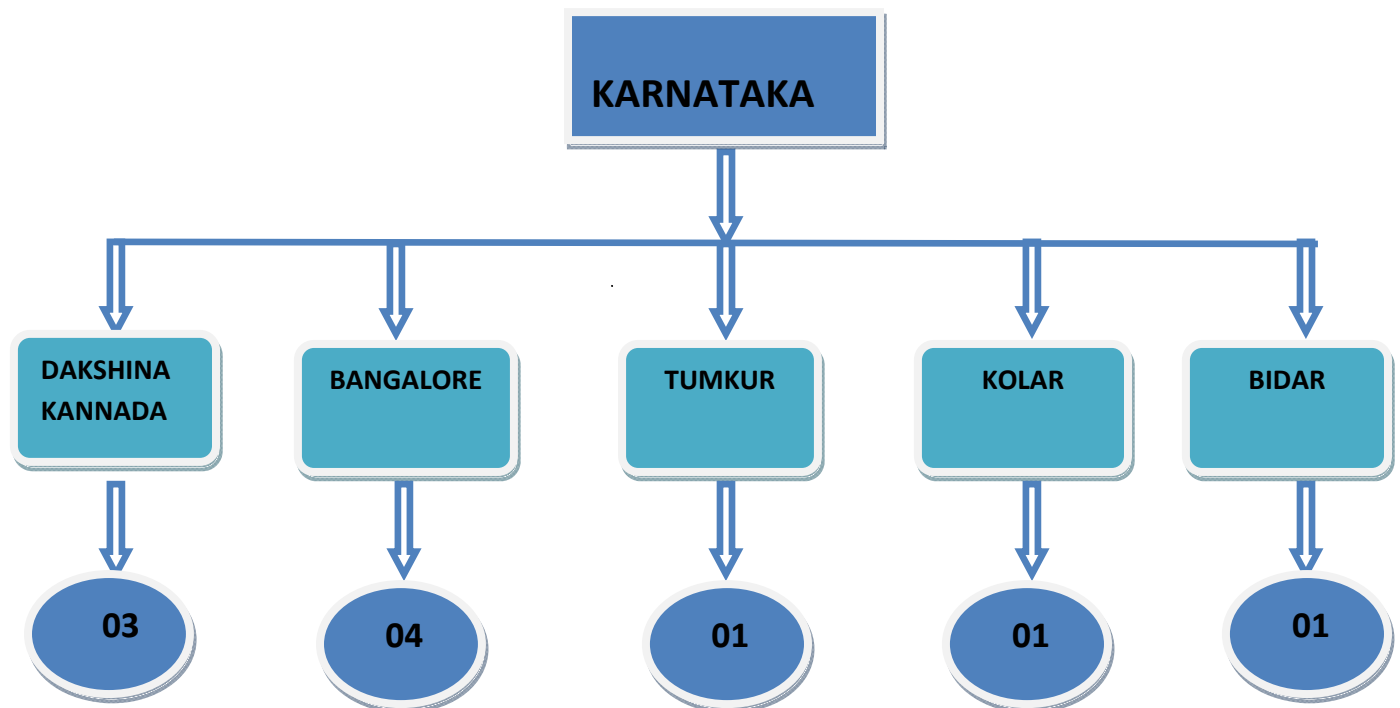 KARNATAKA
DAKSHINA
KANNADA
BANGALORE
TUMKUR
KOLAR
BIDAR
03
04
01
01
01